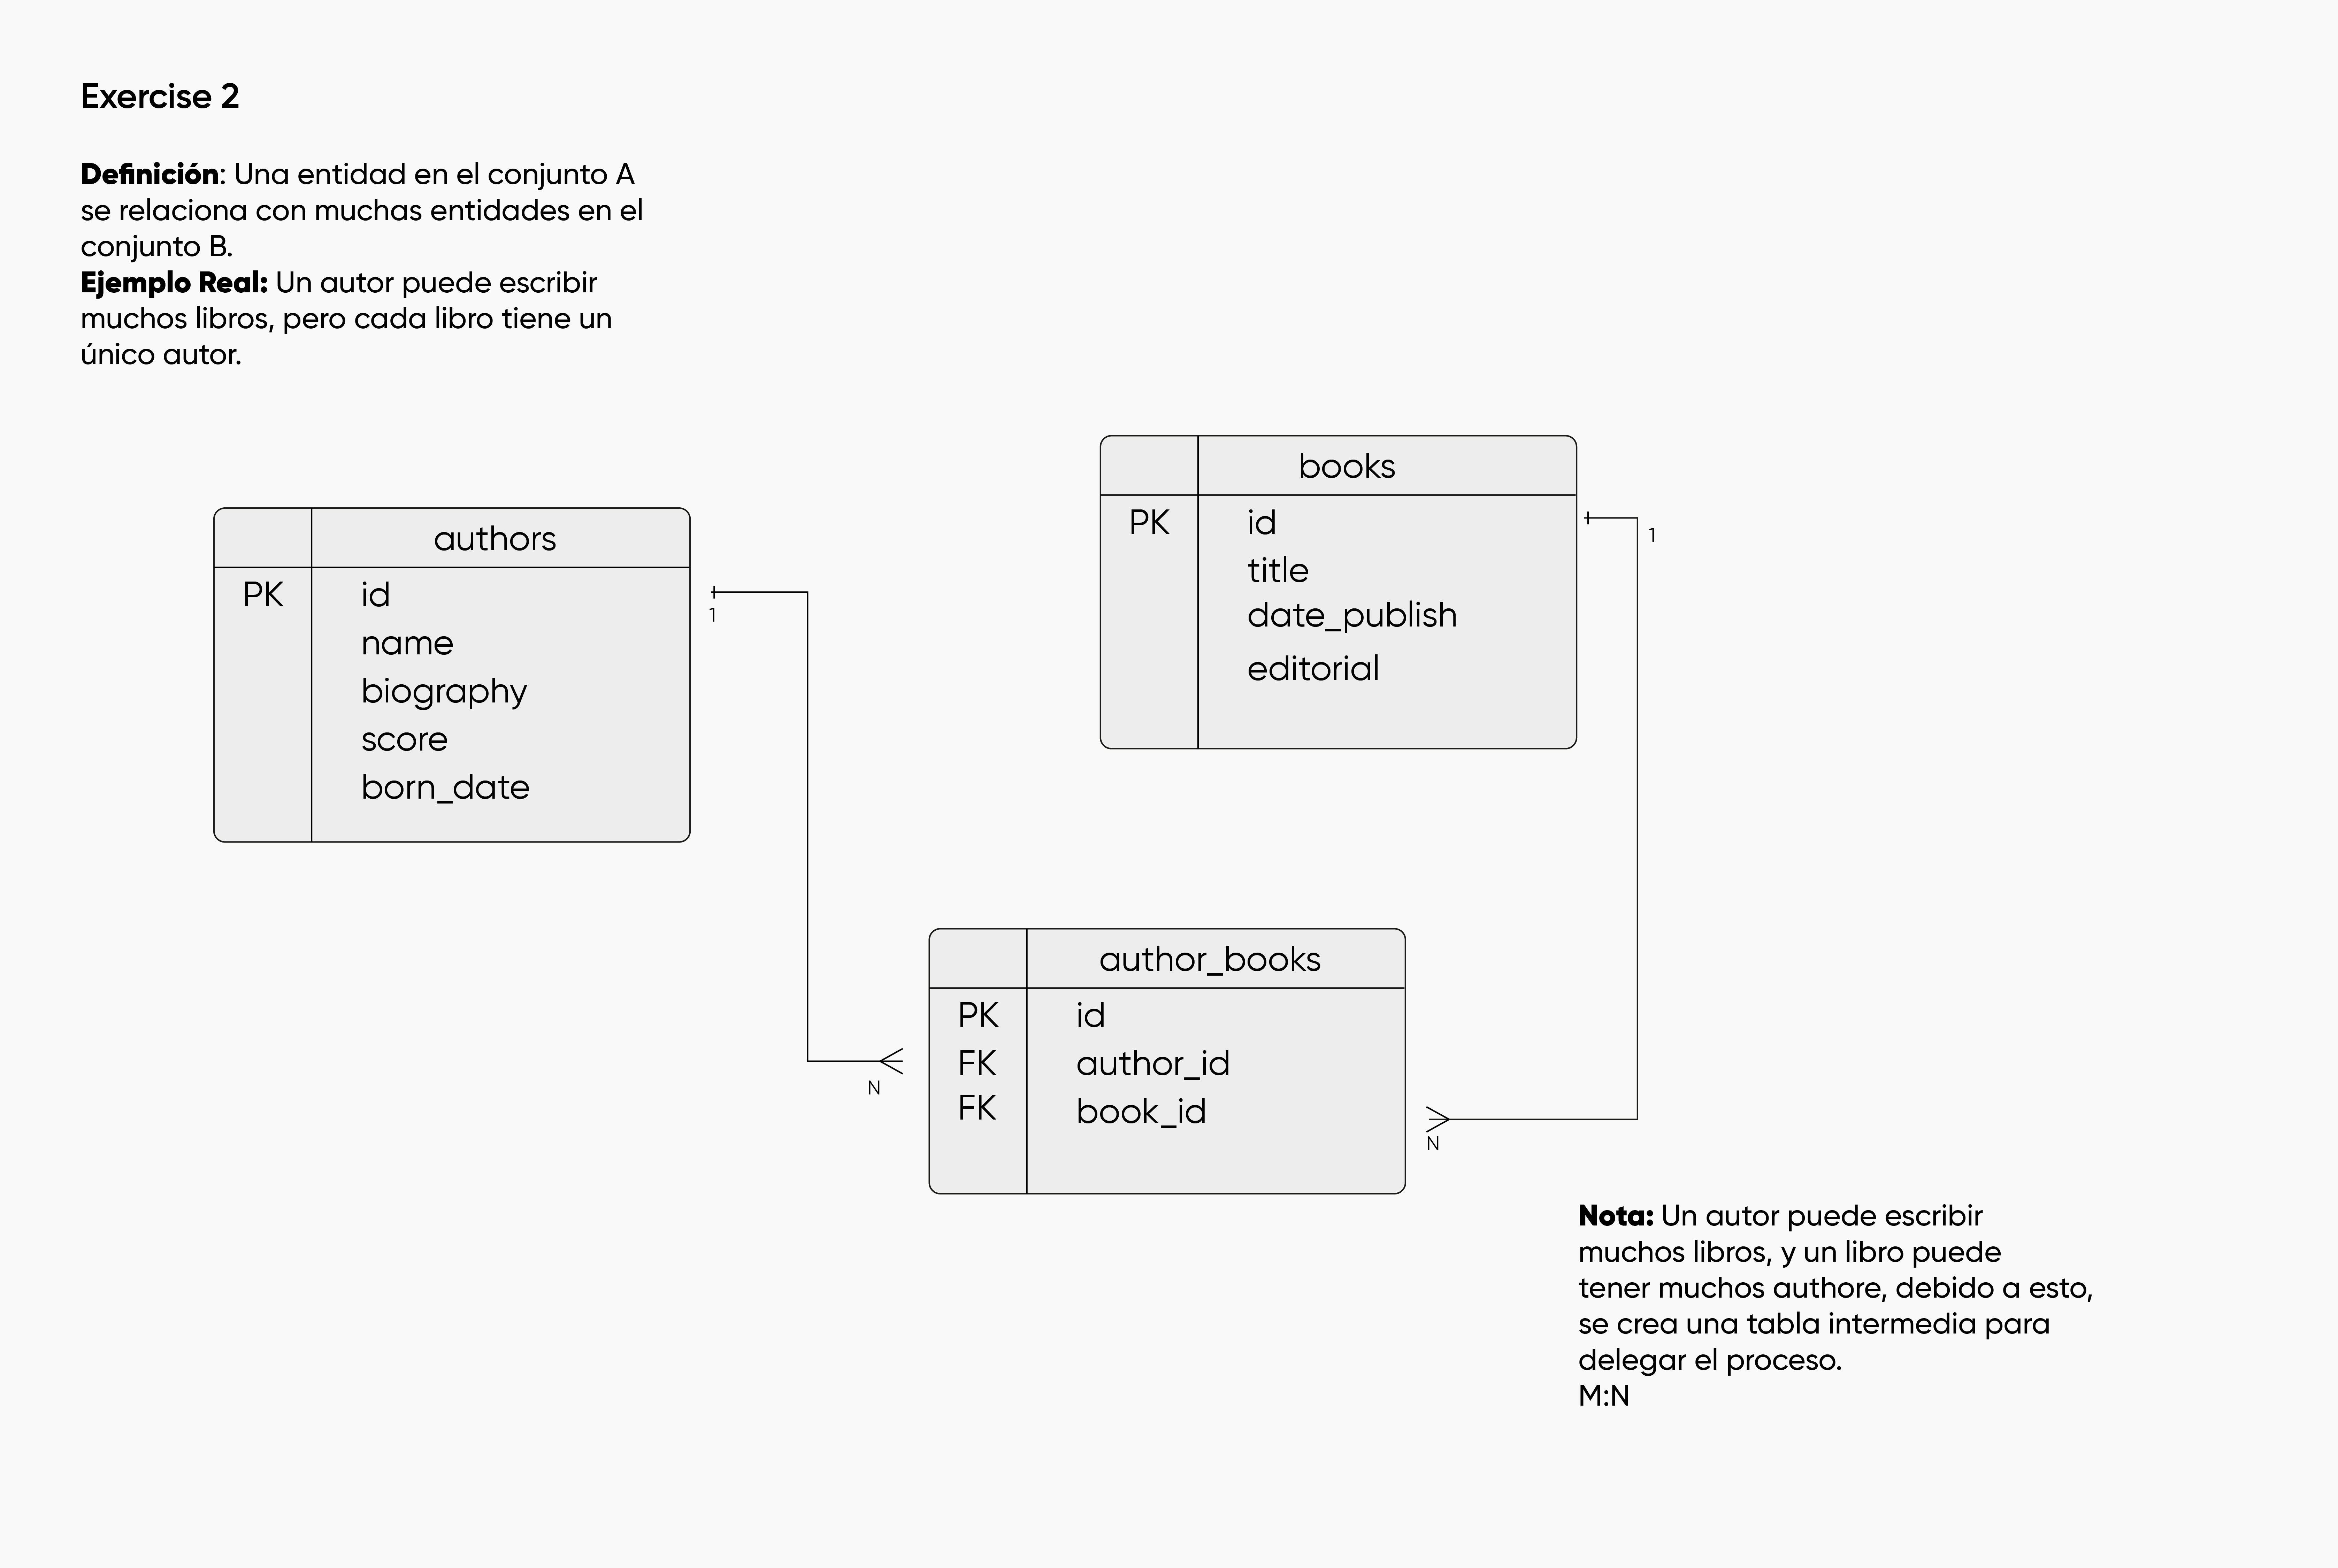 Exercise 2
Definición: Una entidad en el conjunto A
se relaciona con muchas entidades en el
conjunto B.
Ejemplo Real: Un autor puede escribir
muchos libros, pero cada libro tiene un
único autor.
books
PK id
title
date_publish
editorial
1
authors
PK id
name
biography
score
born_date
1
author_books
PK id
FK author_id
FK book_id
N
N
Nota: Un autor puede escribir
muchos libros, y un libro puede
tener muchos authore, debido a esto,
se crea una tabla intermedia para
delegar el proceso.
M:N